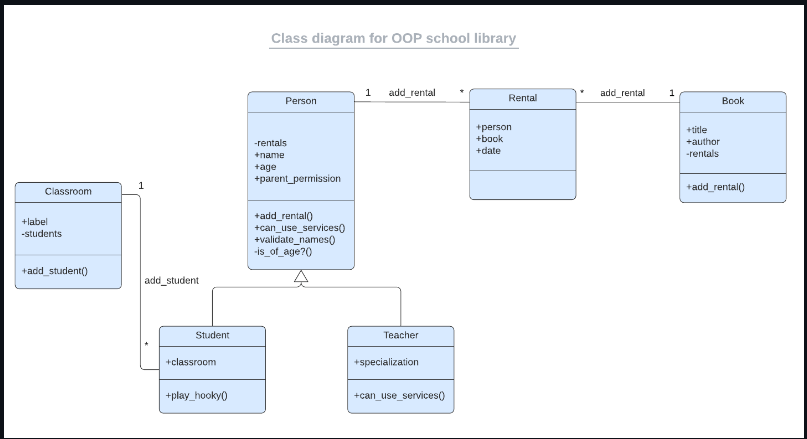 Class diagram for OOP school library
Person
-rentals
+name
+age
+parent_permission
+add_rental()
+can_use_services()
+validate_names()
-is_of_age?()
1
add_rental
*
Rental
+person
+book
+date
*
add_rental
1
Book
+title
+author
-rentals
+add_rental()
Classroom
+label
-students
+add_student()
1
add_student
*
Student
+classroom
+play_hooky()
Teacher
+specialization
+can_use_services()